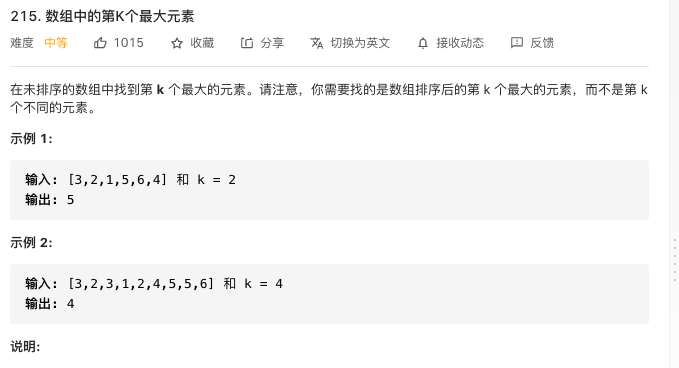 215. 数组中的第K个最大元素
难度 中等 1015 收藏 分享 切换为英文 接收动态 反馈
在未排序的数组中找到第 k 个最大的元素。请注意，你需要找的是数组排序后的第 k 个最大的元素，而不是第 k
个不同的元素。
示例 1:
输入: [3,2,1,5,6,4] 和 k = 2
输出: 5
示例 2:
输入: [3,2,3,1,2,4,5,5,6] 和 k = 4
输出: 4
说明: